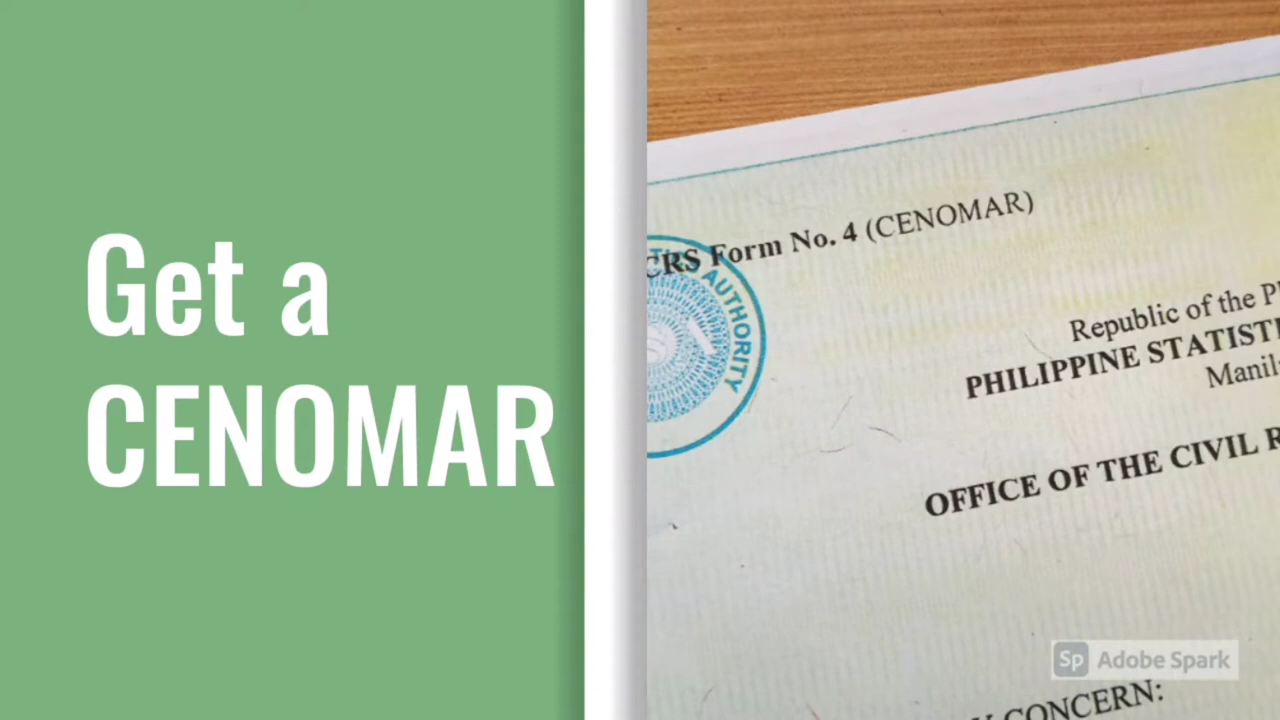 Get a
CENOMAR
CRS Form No. 4 (CENOMAR)
AUTHORITY
Republic of the P
PHILIPPINE STATIST
Manil
OFFICE OF THE CIVIL R
CONCERN:
Sp Adobe Spark